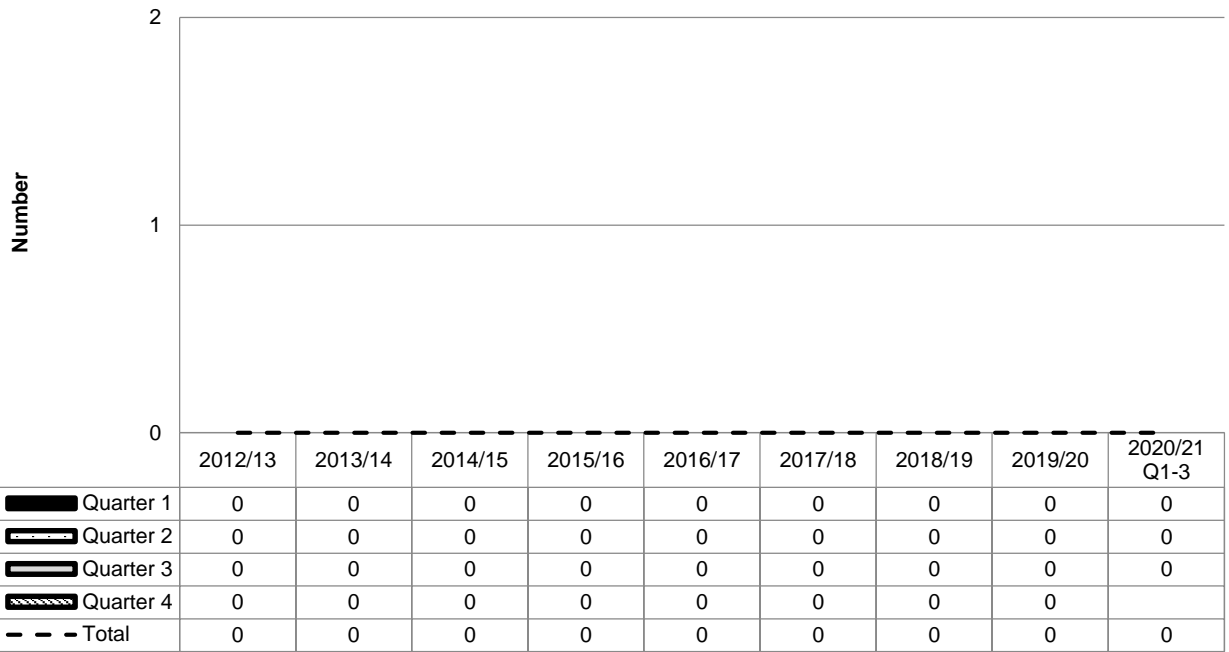 2
Number
1
0
2012/13 2013/14 2014/15 2015/16 2016/17 2017/18 2018/19 2019/20 2020/21
Q1-3
Quarter 1 0 0 0 0 0 0 0 0 0
Quarter 2 0 0 0 0 0 0 0 0 0
Quarter 3 0 0 0 0 0 0 0 0 0
Quarter 4 0 0 0 0 0 0 0 0
Total 0 0 0 0 0 0 0 0 0